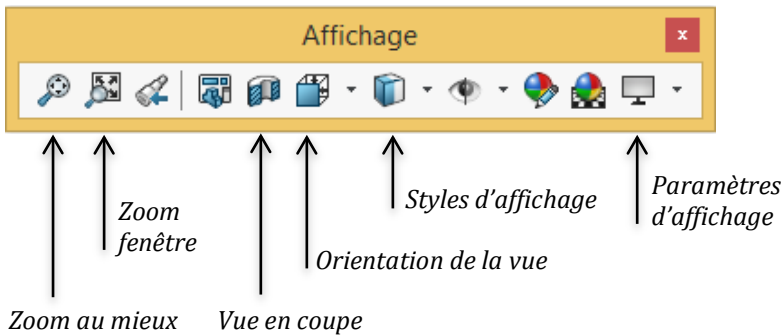 Affichage
x
Styles d'affichage
Paramètres
d'affichage
Zoom
fenêtre
Orientation de la vue
Zoom au mieux
Vue en coupe